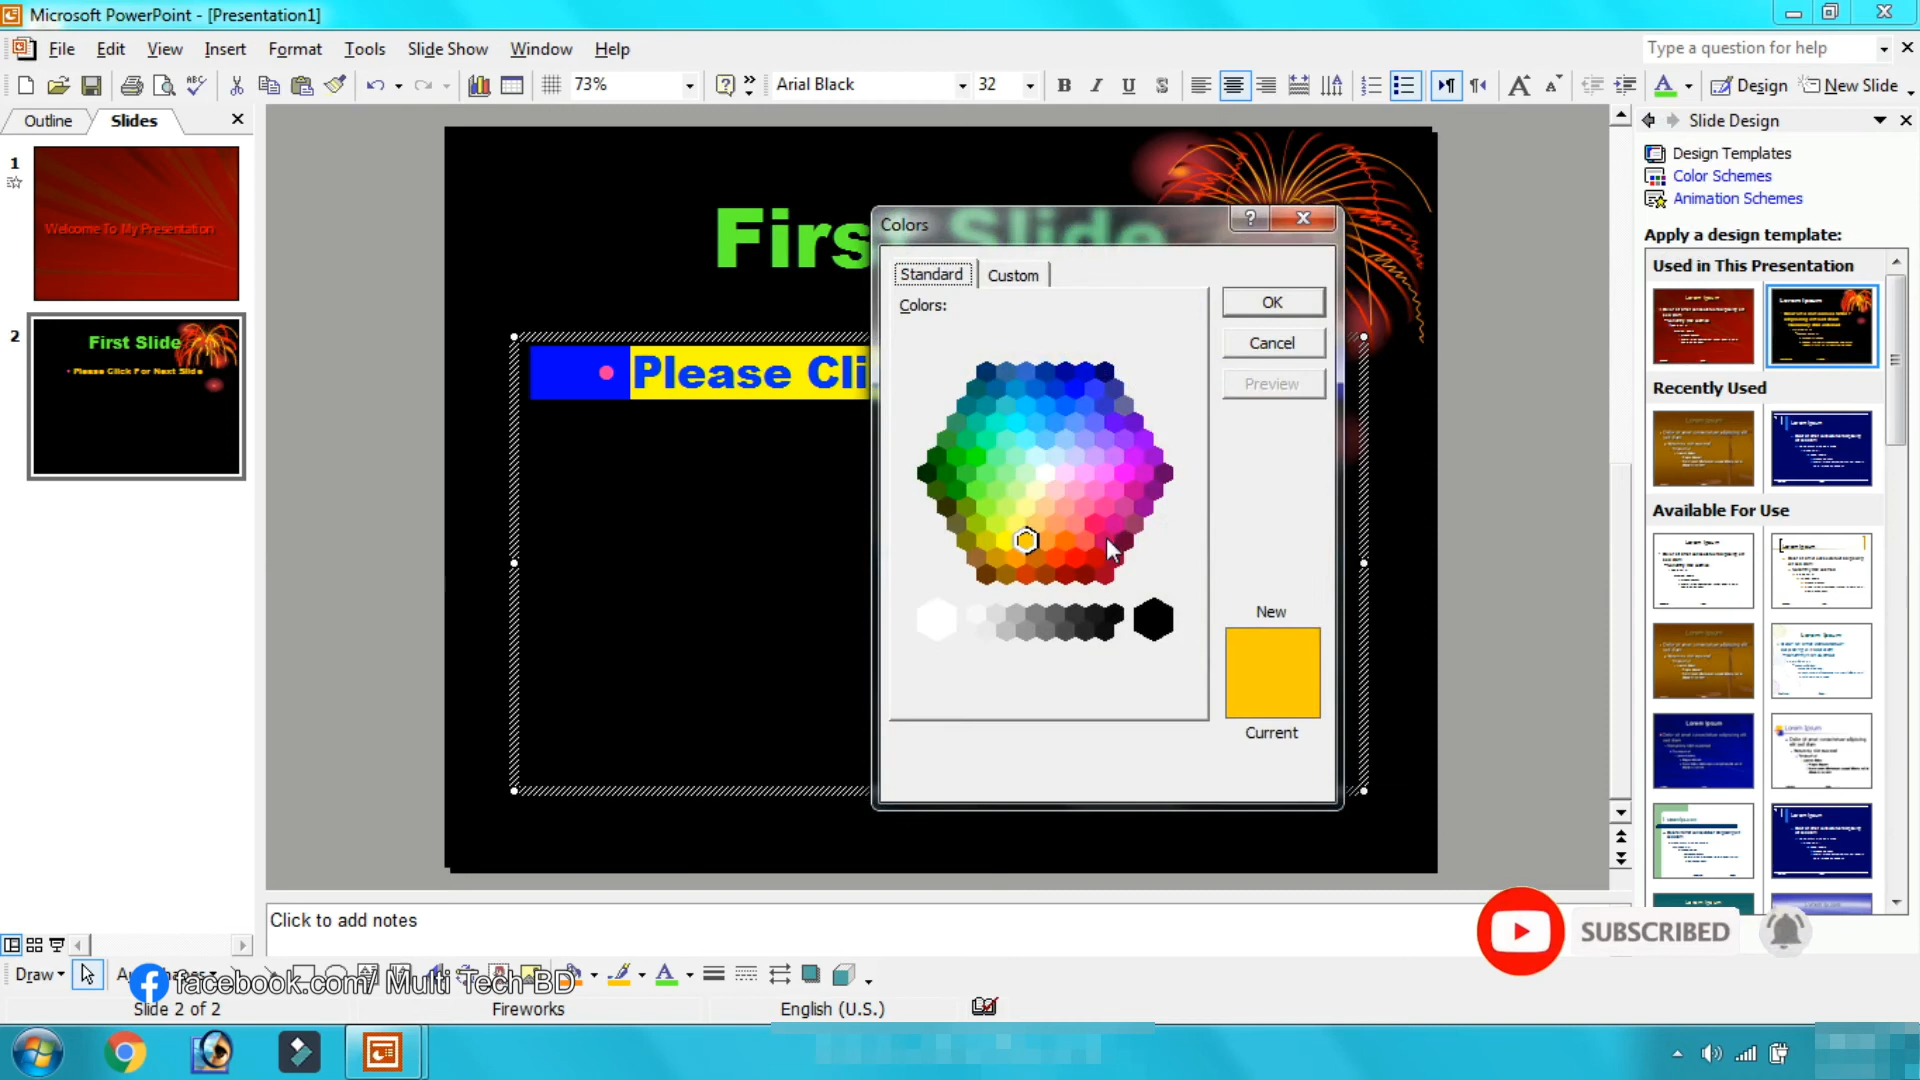 Microsoft PowerPoint - [Presentation1]
File Edit View Insert Format Tools Slide Show Window Help
Type a question for help
73%
Arial Black
32
Design
New Slide
Outline
Slides
Slide Design
1
Welcome To My Presentation
2
First Slide
Please Click For Next Slide
First Slide
Please Cli
Colors
Standard
Custom
Colors:
OK
Cancel
Preview
New
Current
Design Templates
Color Schemes
Animation Schemes
Apply a design template:
Used in This Presentation
Recently Used
Available For Use
Click to add notes
SUBSCRIBED
Draw
facebook.com/ Multi Tech BD
Slide 2 of 2
Fireworks
English (U.S.)